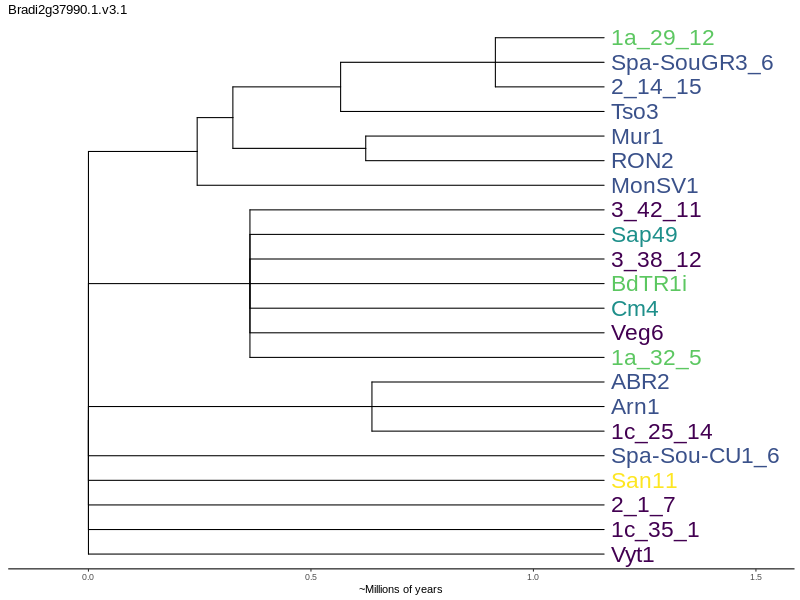 Bradi2g37990.1.v3.1
1a_29_12
Spa-SouGR3_6
2_14_15
Tso3
Mur1
RON2
MonSV1
3_42_11
Sap49
3_38_12
BdTR1i
Cm4
Veg6
1a_32_5
ABR2
Arn1
1c_25_14
Spa-Sou-CU1_6
San11
2_1_7
1c_35_1
Vyt1
0.0 0.5 1.0 1.5
~Millions of years